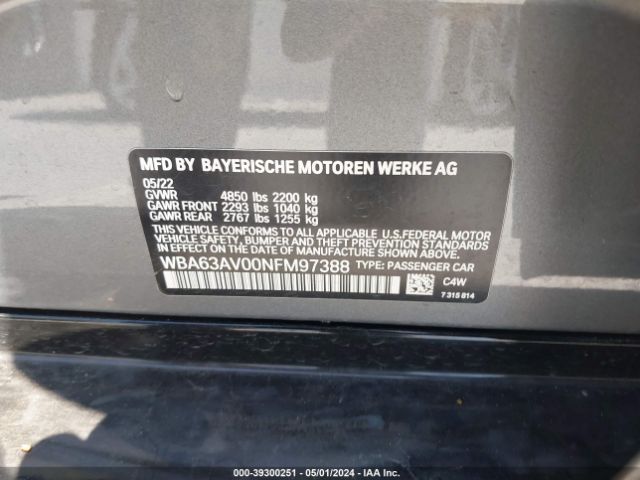 MFD BY BAYERISCHE MOTOREN WERKE AG
05/22
GVWR 4850 lbs 2200 kg
GAWR FRONT 2293 lbs 1040 kg
GAWR REAR 2767 lbs 1255 kg
THIS VEHICLE CONFORMS TO ALL APPLICABLE U.S.FEDERAL MOTOR
VEHICLE SAFETY, BUMPER AND THEFT PREVENTION STANDARDS
IN EFFECT ON THE DATE OF MANUFACTURE SHOWN ABOVE.
WBA63AV00NFM97388 TYPE: PASSENGER CAR
C4W
7 315 814
000-39300251 - 05/01/2024 - IAA Inc.